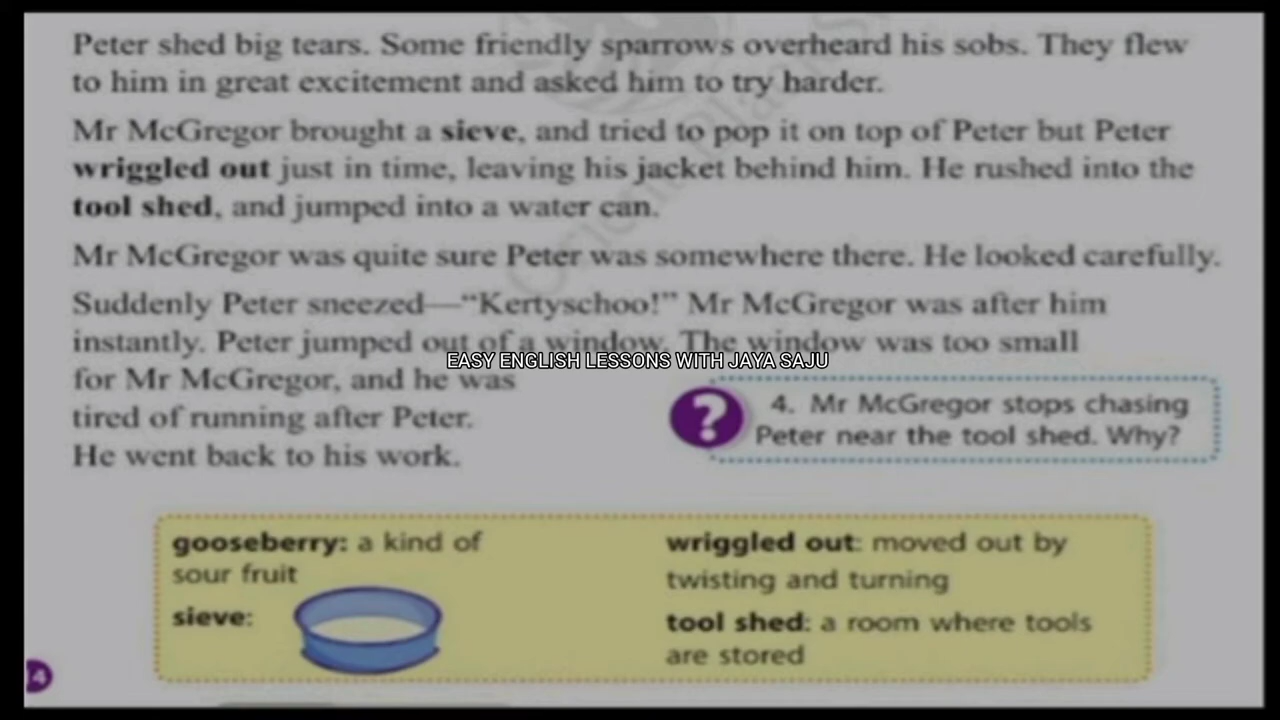 Peter shed big tears. Some friendly sparrows overheard his sobs. They flew
to him in great excitement and asked him to try harder.
Mr McGregor brought a sieve, and tried to pop it on top of Peter but Peter
wriggled out just in time, leaving his jacket behind him. He rushed into the
tool shed, and jumped into a water can.
Mr McGregor was quite sure Peter was somewhere there. He looked carefully.
Suddenly Peter sneezed—“Kertyschoo!” Mr McGregor was after him
instantly. Peter jumped out of a window. The window was too small
EASY ENGLISH LESSONS WITH JAYA SAJU
for Mr McGregor, and he was
tired of running after Peter.
He went back to his work.
? 4. Mr McGregor stops chasing
Peter near the tool shed. Why?
gooseberry: a kind of
sour fruit
sieve:
wriggled out: moved out by
twisting and turning
tool shed: a room where tools
are stored